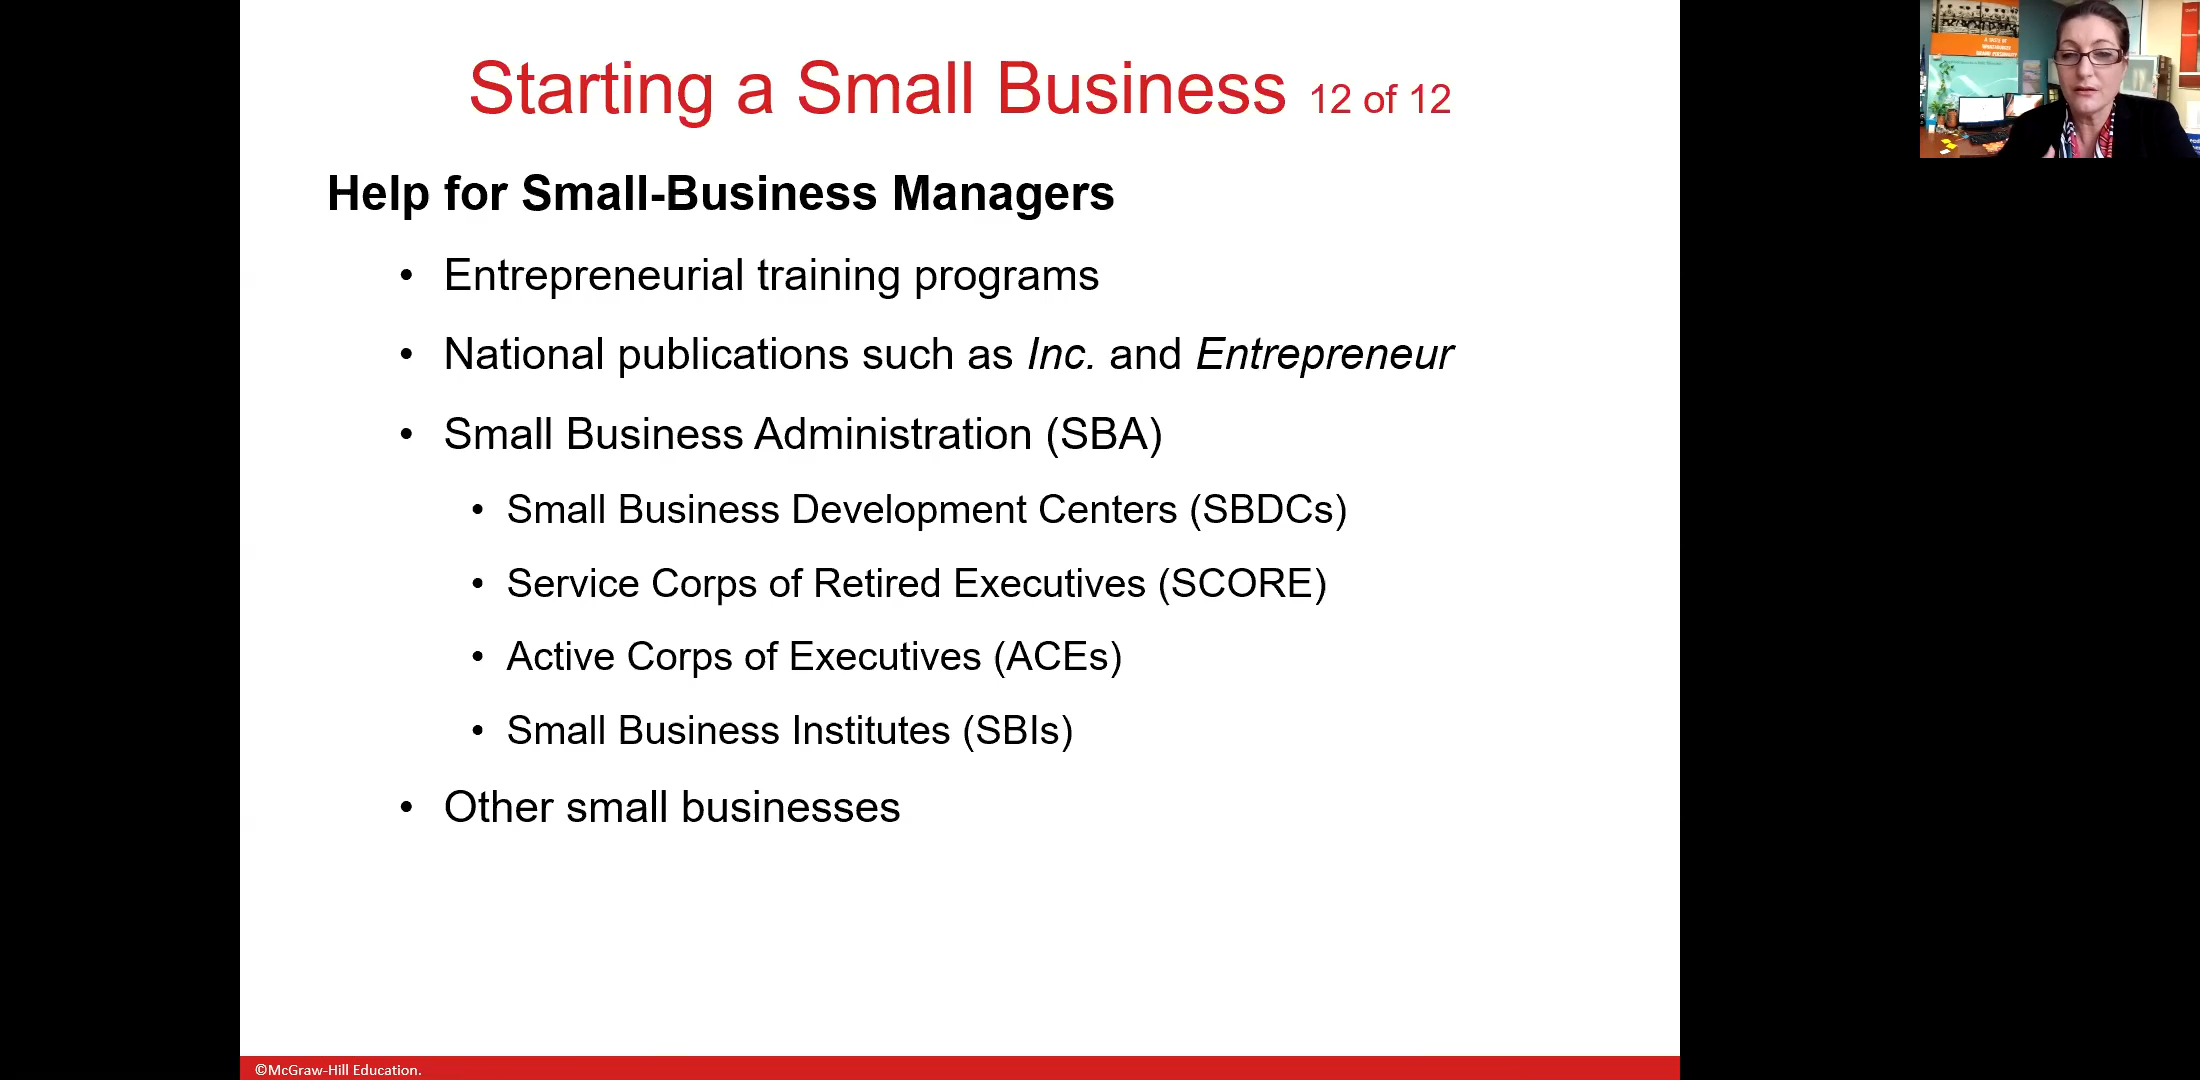 Starting a Small Business 12 of 12
Help for Small-Business Managers
• Entrepreneurial training programs
• National publications such as Inc. and Entrepreneur
• Small Business Administration (SBA)
• Small Business Development Centers (SBDCs)
• Service Corps of Retired Executives (SCORE)
• Active Corps of Executives (ACEs)
• Small Business Institutes (SBIs)
• Other small businesses
©McGraw-Hill Education.